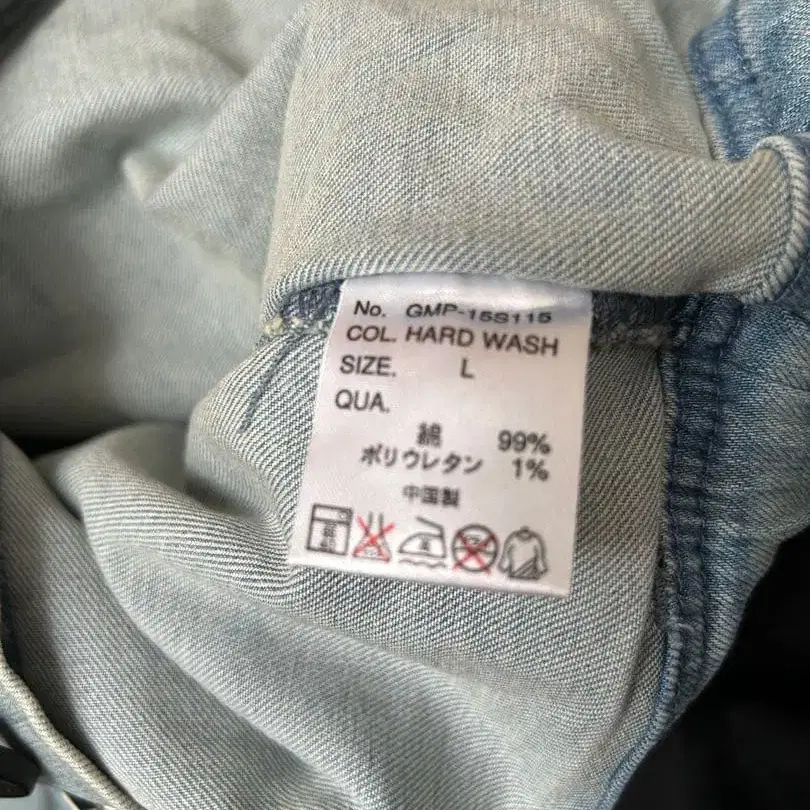 No. GMP-15S115
COL. HARD WASH
SIZE. L
QUA.
綿 99%
ポリウレタン 1%
中国製